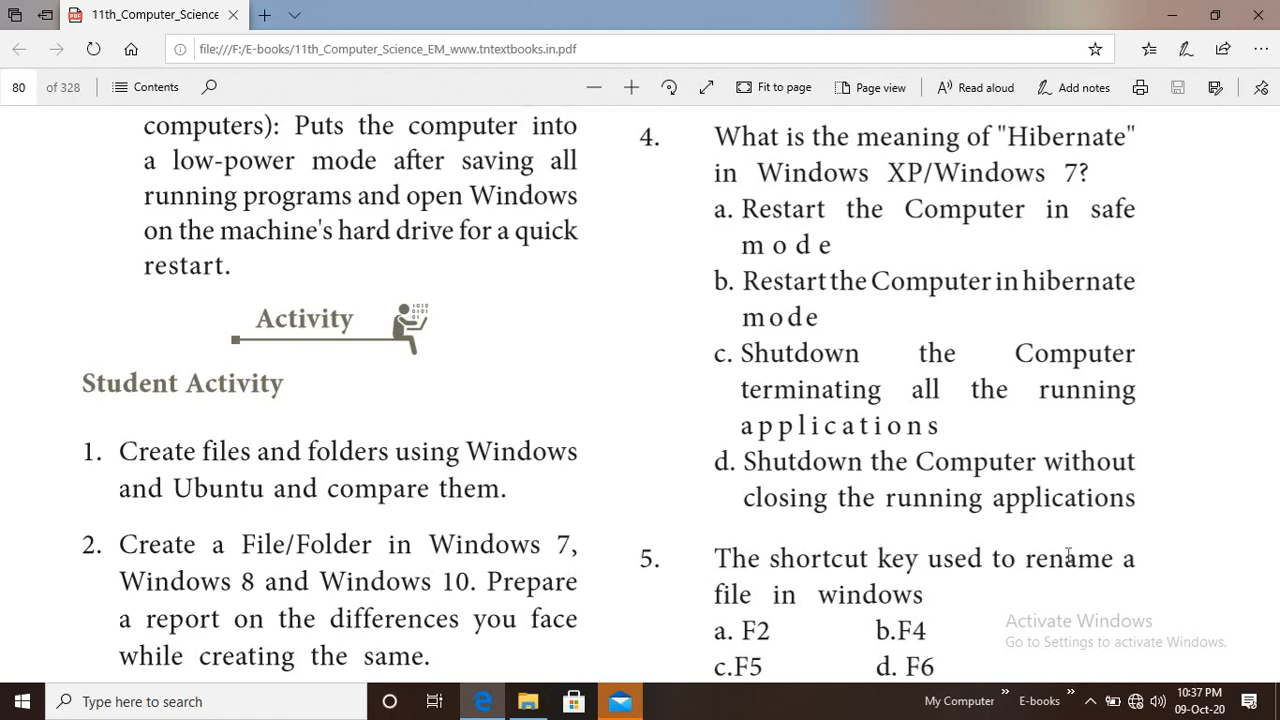 11th_Computer_Science
file:///F:/E-books/11th_Computer_Science_EM_www.tntextbooks.in.pdf
80 of 328 Contents Fit to page Page view Read aloud Add notes
computers): Puts the computer into
a low-power mode after saving all
running programs and open Windows
on the machine's hard drive for a quick
restart.
Activity
Student Activity
1. Create files and folders using Windows
and Ubuntu and compare them.
2. Create a File/Folder in Windows 7,
Windows 8 and Windows 10. Prepare
a report on the differences you face
while creating the same.
4. What is the meaning of "Hibernate"
in Windows XP/Windows 7?
a. Restart the Computer in safe
mode
b. Restart the Computer in hibernate
mode
c. Shutdown the Computer
terminating all the running
applications
d. Shutdown the Computer without
closing the running applications
5. The shortcut key used to rename a
file in windows
a. F2 b.F4
c.F5 d. F6
Activate Windows
Go to Settings to activate Windows.
Type here to search
My Computer E-books
10:37 PM
09-Oct-20